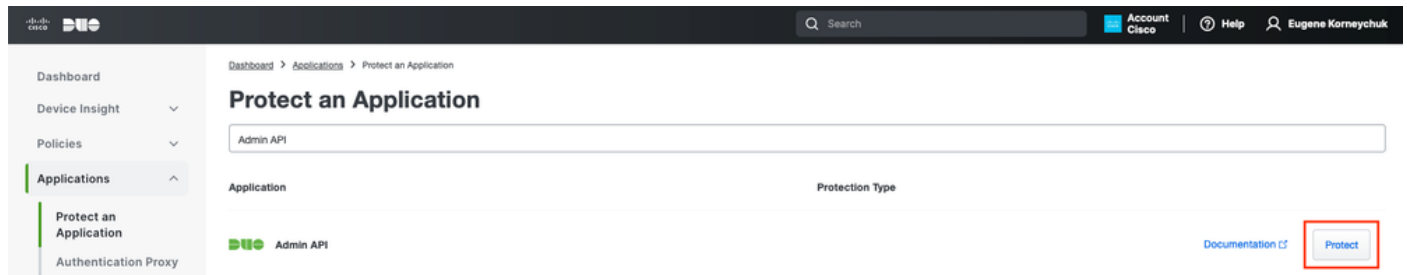 cisco DUO Search Account Cisco Help Eugene Korneychuk
Dashboard > Applications > Protect an Application
Dashboard
Device Insight
Policies
Applications
Protect an
Application
Authentication Proxy
Protect an Application
Admin API
Application Protection Type
DUO Admin API Documentation Protect